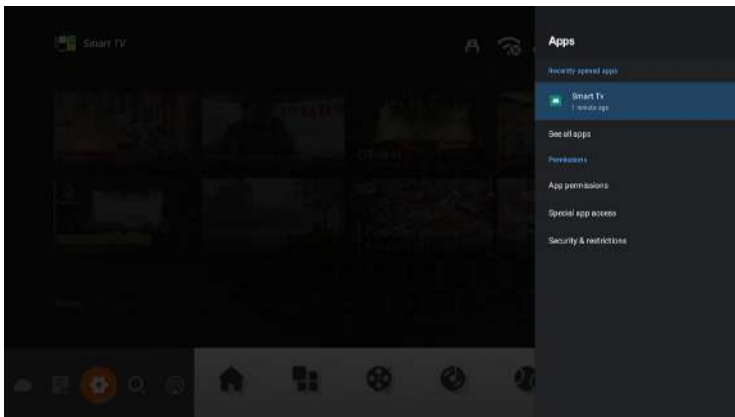 Smart TV
Apps
Recently opened apps
Smart Tv
1 minute ago
See all apps
Permissions
App permissions
Special app access
Security & restrictions